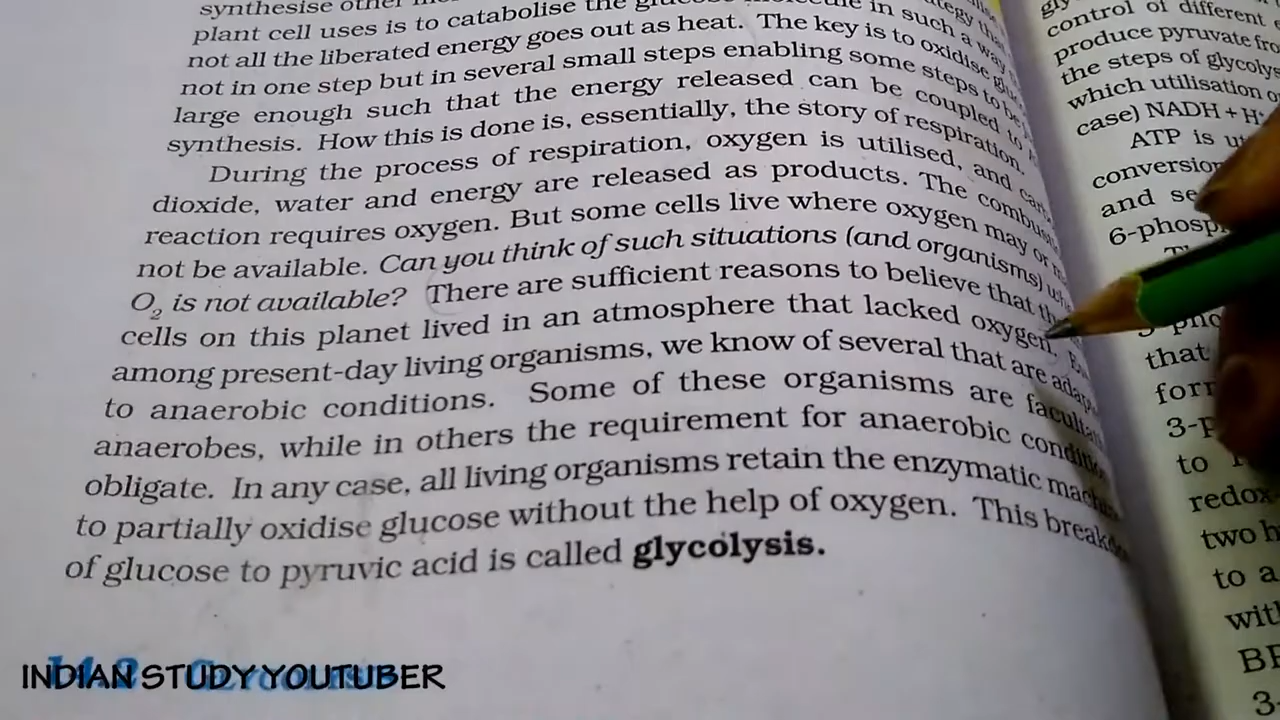 synthesise other
plant cell uses is to catabolise the
not all the liberated energy goes out as heat. The key is to oxidise
not in one step but in several small steps enabling some steps to be
large enough such that the energy released can be coupled to
synthesis. How this is done is, essentially, the story of respiration.
During the process of respiration, oxygen is utilised, and
dioxide, water and energy are released as products. The
reaction requires oxygen. But some cells live where oxygen may or
not be available. Can you think of such situations (and organisms)
O2 is not available? There are sufficient reasons to believe that
cells on this planet lived in an atmosphere that lacked oxygen.
among present-day living organisms, we know of several that are
to anaerobic conditions. Some of these organisms are
anaerobes, while in others the requirement for anaerobic
obligate. In any case, all living organisms retain the enzymatic
to partially oxidise glucose without the help of oxygen. This
of glucose to pyruvic acid is called glycolysis.
control of different
produce pyruvate
the steps of
which utilisation
case) NADH + H
ATP is
and
that
3-
to
redox
two
to a
3-
INDIAN STUDY YOUTUBER